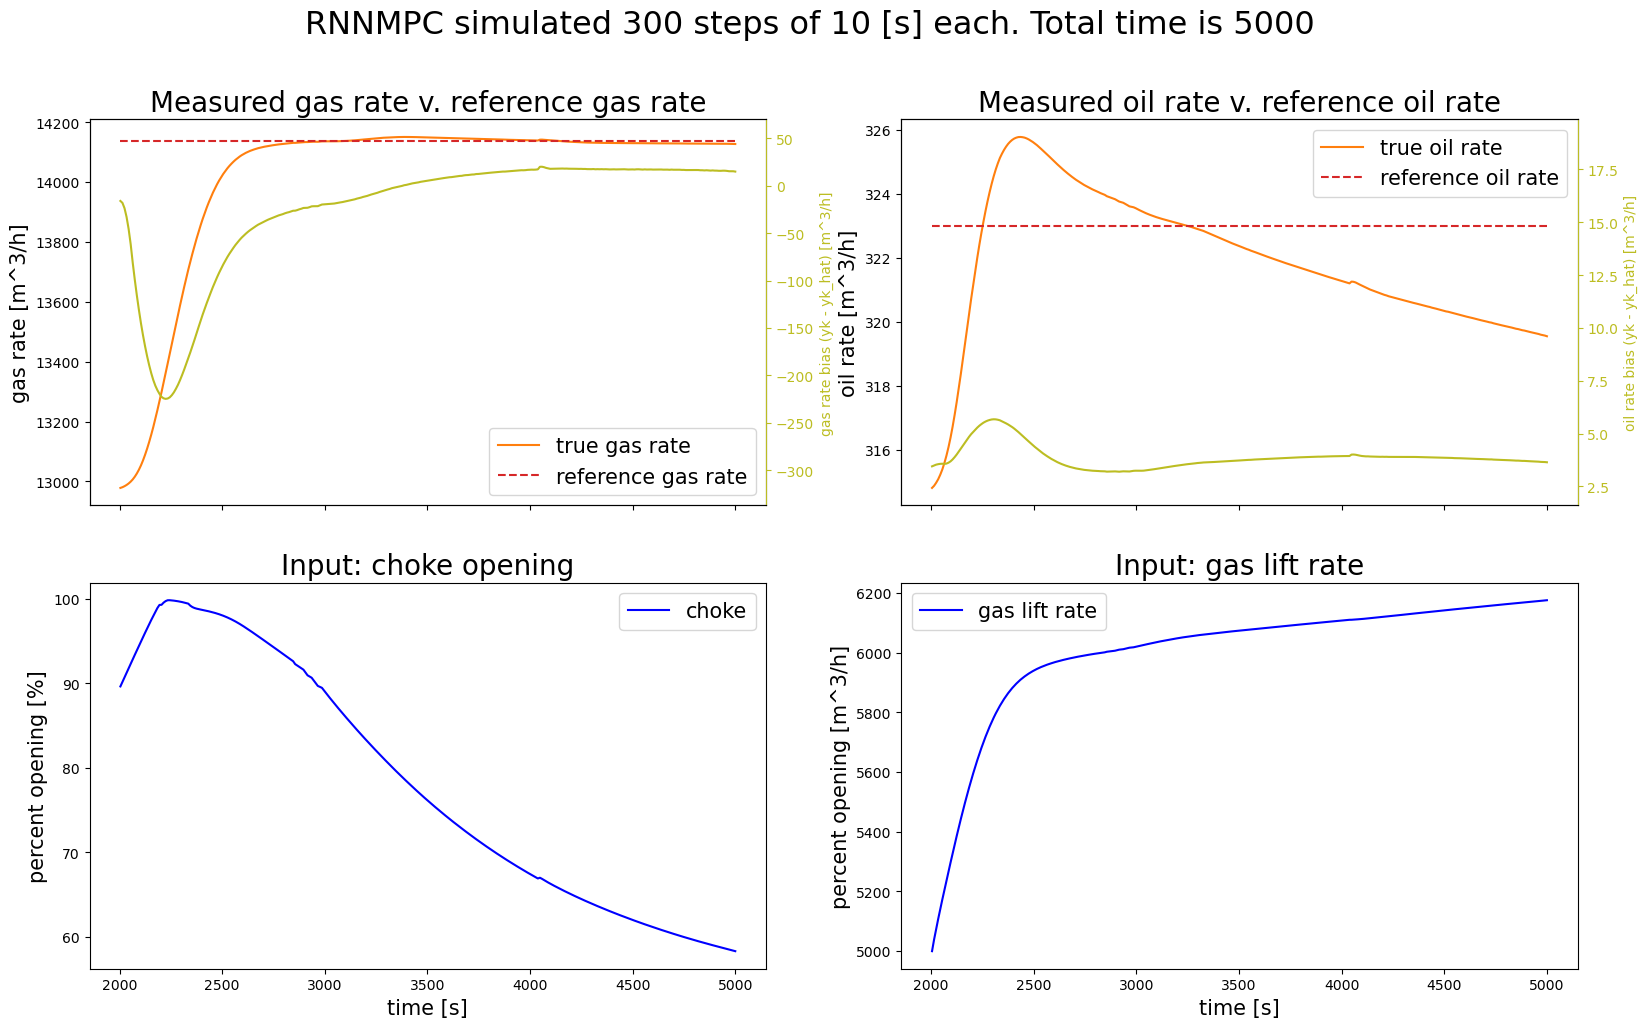 RNNMPC simulated 300 steps of 10 [s] each. Total time is 5000
Measured gas rate v. reference gas rate
gas rate [m^3/h]
14200
14000
13800
13600
13400
13200
13000
50
0
−50
−100
−150
−200
−250
−300
gas rate bias (yk - yk_hat) [m^3/h]
true gas rate
reference gas rate
Measured oil rate v. reference oil rate
oil rate [m^3/h]
326
324
322
320
318
316
17.5
15.0
12.5
10.0
7.5
5.0
2.5
oil rate bias (yk - yk_hat) [m^3/h]
true oil rate
reference oil rate
Input: choke opening
percent opening [%]
100
90
80
70
60
choke
2000 2500 3000 3500 4000 4500 5000
time [s]
Input: gas lift rate
percent opening [m^3/h]
6200
6000
5800
5600
5400
5200
5000
gas lift rate
2000 2500 3000 3500 4000 4500 5000
time [s]